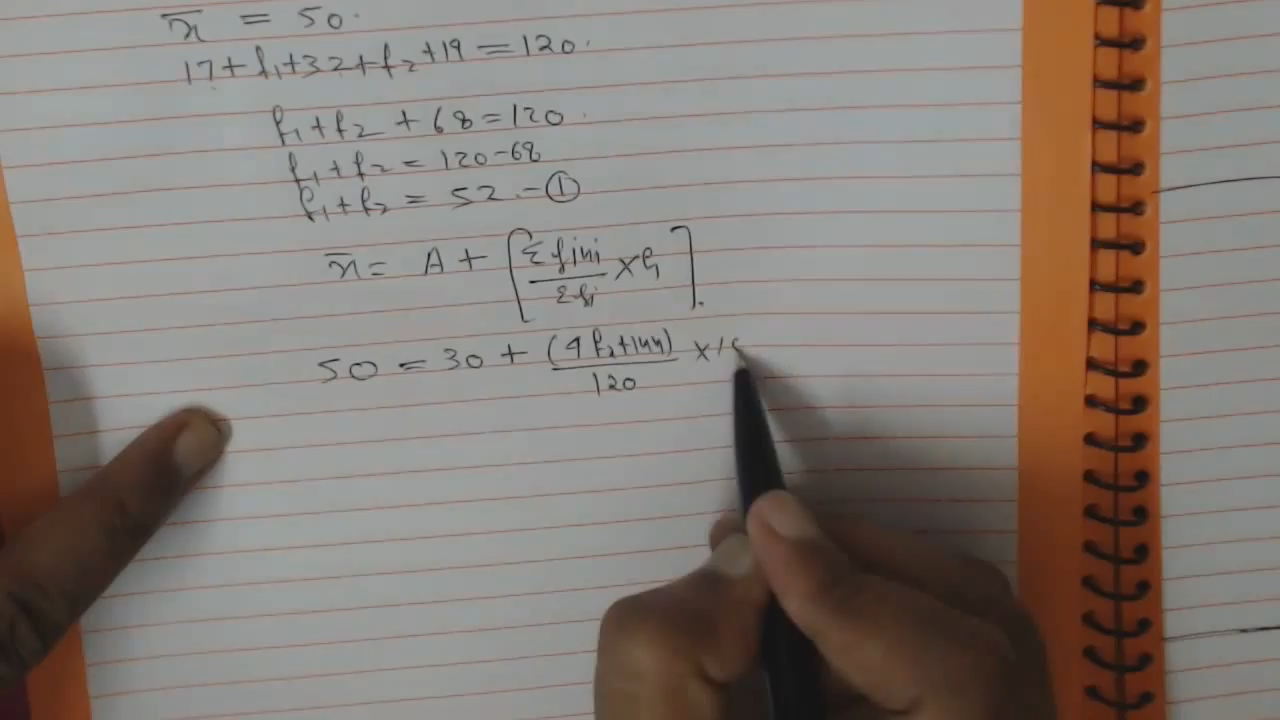 x̄ = 50.
17+f₁+32+f₂+19=120.
f₁+f₂+68=120.
f₁+f₂=120-68
f₁+f₂=52.-①
x̄= A+[Σfiui/Σfi ×h].
50=30+(4f₂+144)/120 ×1